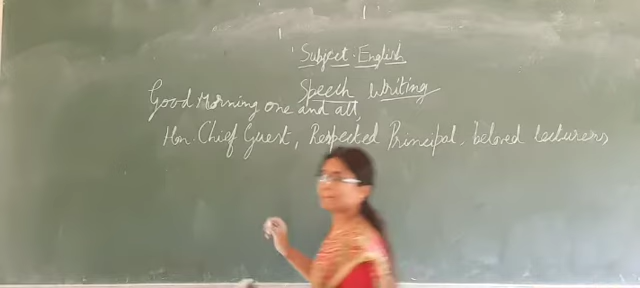 Subject. English
Speech Writing
Good Morning one and all,
Hon. Chief Guest, Respected Principal, beloved lecturers